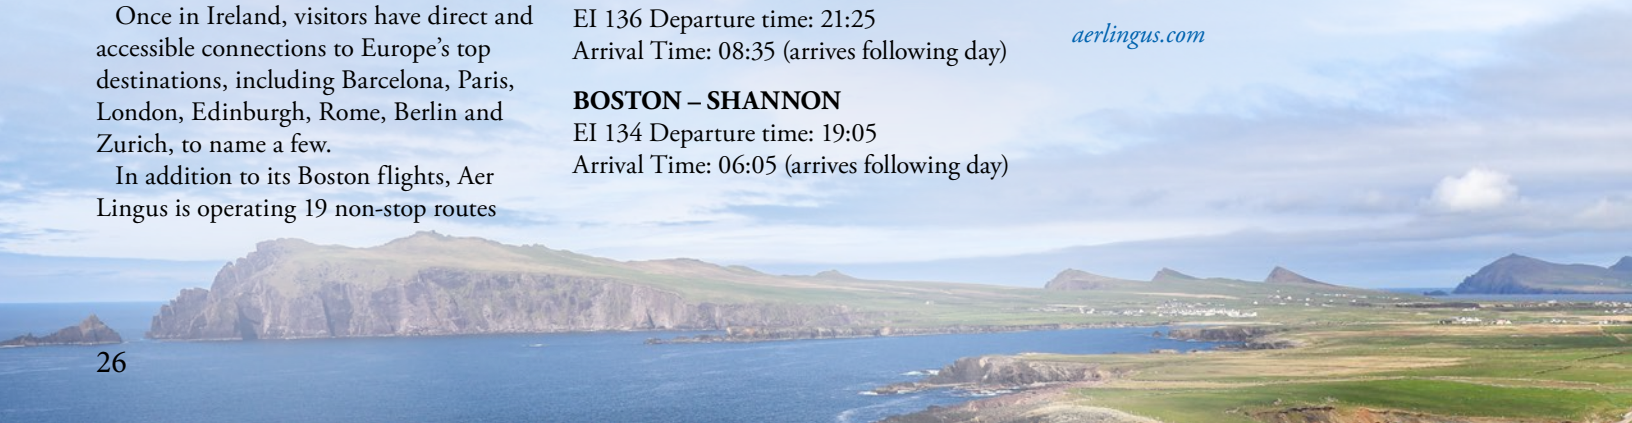 Once in Ireland, visitors have direct and
accessible connections to Europe's top
destinations, including Barcelona, Paris,
London, Edinburgh, Rome, Berlin and
Zurich, to name a few.
In addition to its Boston flights, Aer
Lingus is operating 19 non-stop routes
EI 136 Departure time: 21:25
Arrival Time: 08:35 (arrives following day)
BOSTON – SHANNON
EI 134 Departure time: 19:05
Arrival Time: 06:05 (arrives following day)
aerlingus.com
26